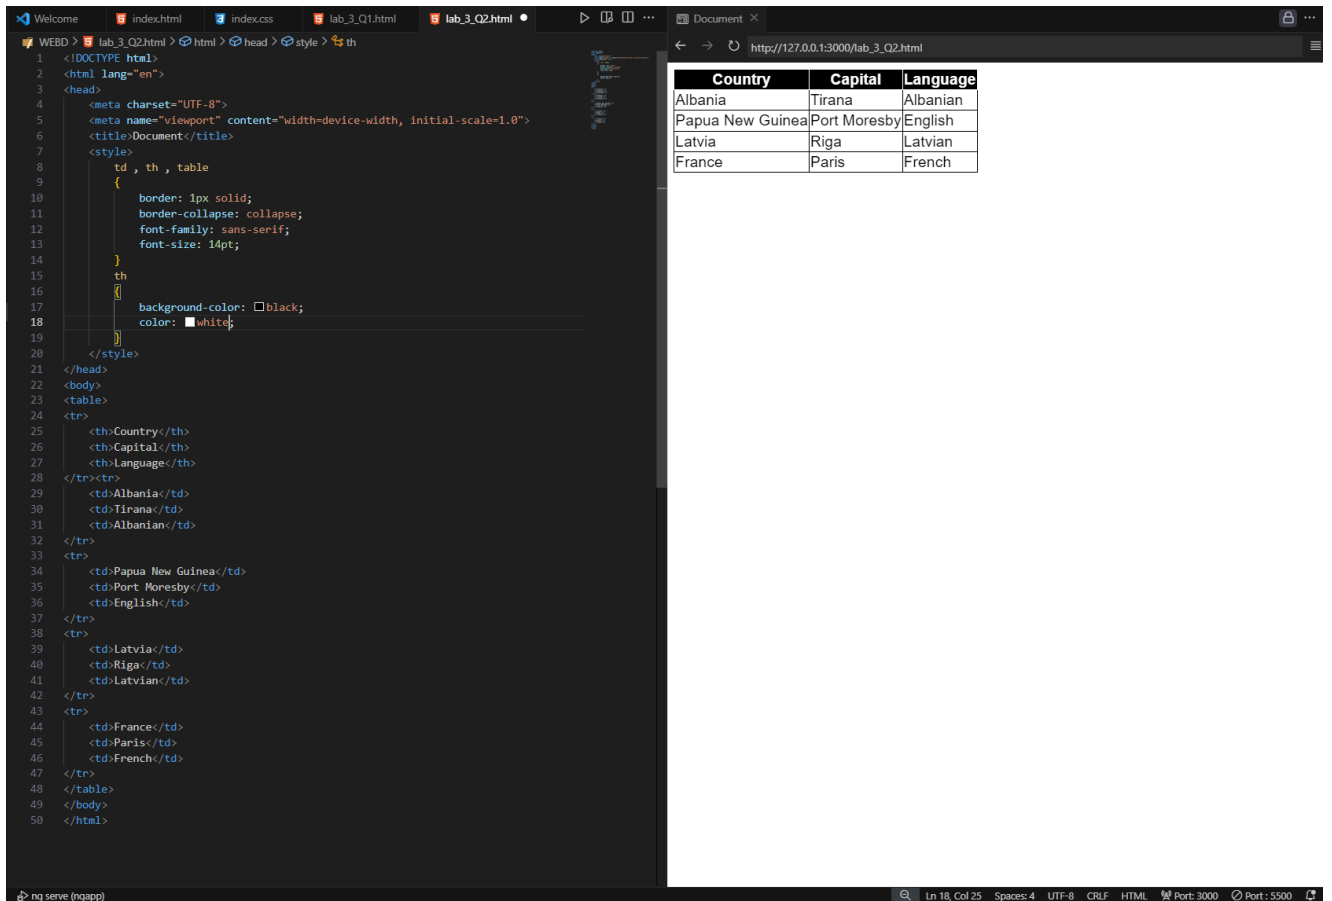 Welcome index.html index.css lab_3_Q1.html lab_3_Q2.html
WEBD > lab_3_Q2.html > html > head > style > th
1 <!DOCTYPE html>
2 <html lang="en">
3 <head>
4 <meta charset="UTF-8">
5 <meta name="viewport" content="width=device-width, initial-scale=1.0">
6 <title>Document</title>
7 <style>
8 td , th , table
9 {
10 border: 1px solid;
11 border-collapse: collapse;
12 font-family: sans-serif;
13 font-size: 14pt;
14 }
15 th
16 {
17 background-color: black;
18 color: white;
19 }
20 </style>
21 </head>
22 <body>
23 <table>
24 <tr>
25 <th>Country</th>
26 <th>Capital</th>
27 <th>Language</th>
28 </tr><tr>
29 <td>Albania</td>
30 <td>Tirana</td>
31 <td>Albanian</td>
32 </tr>
33 <tr>
34 <td>Papua New Guinea</td>
35 <td>Port Moresby</td>
36 <td>English</td>
37 </tr>
38 <tr>
39 <td>Latvia</td>
40 <td>Riga</td>
41 <td>Latvian</td>
42 </tr>
43 <tr>
44 <td>France</td>
45 <td>Paris</td>
46 <td>French</td>
47 </tr>
48 </table>
49 </body>
50 </html>
Document
http://127.0.0.1:3000/lab_3_Q2.html
Country Capital Language
Albania Tirana Albanian
Papua New Guinea Port Moresby English
Latvia Riga Latvian
France Paris French
ng serve (ngapp) Ln 18, Col 25 Spaces: 4 UTF-8 CRLF HTML Port: 3000 Port : 5500